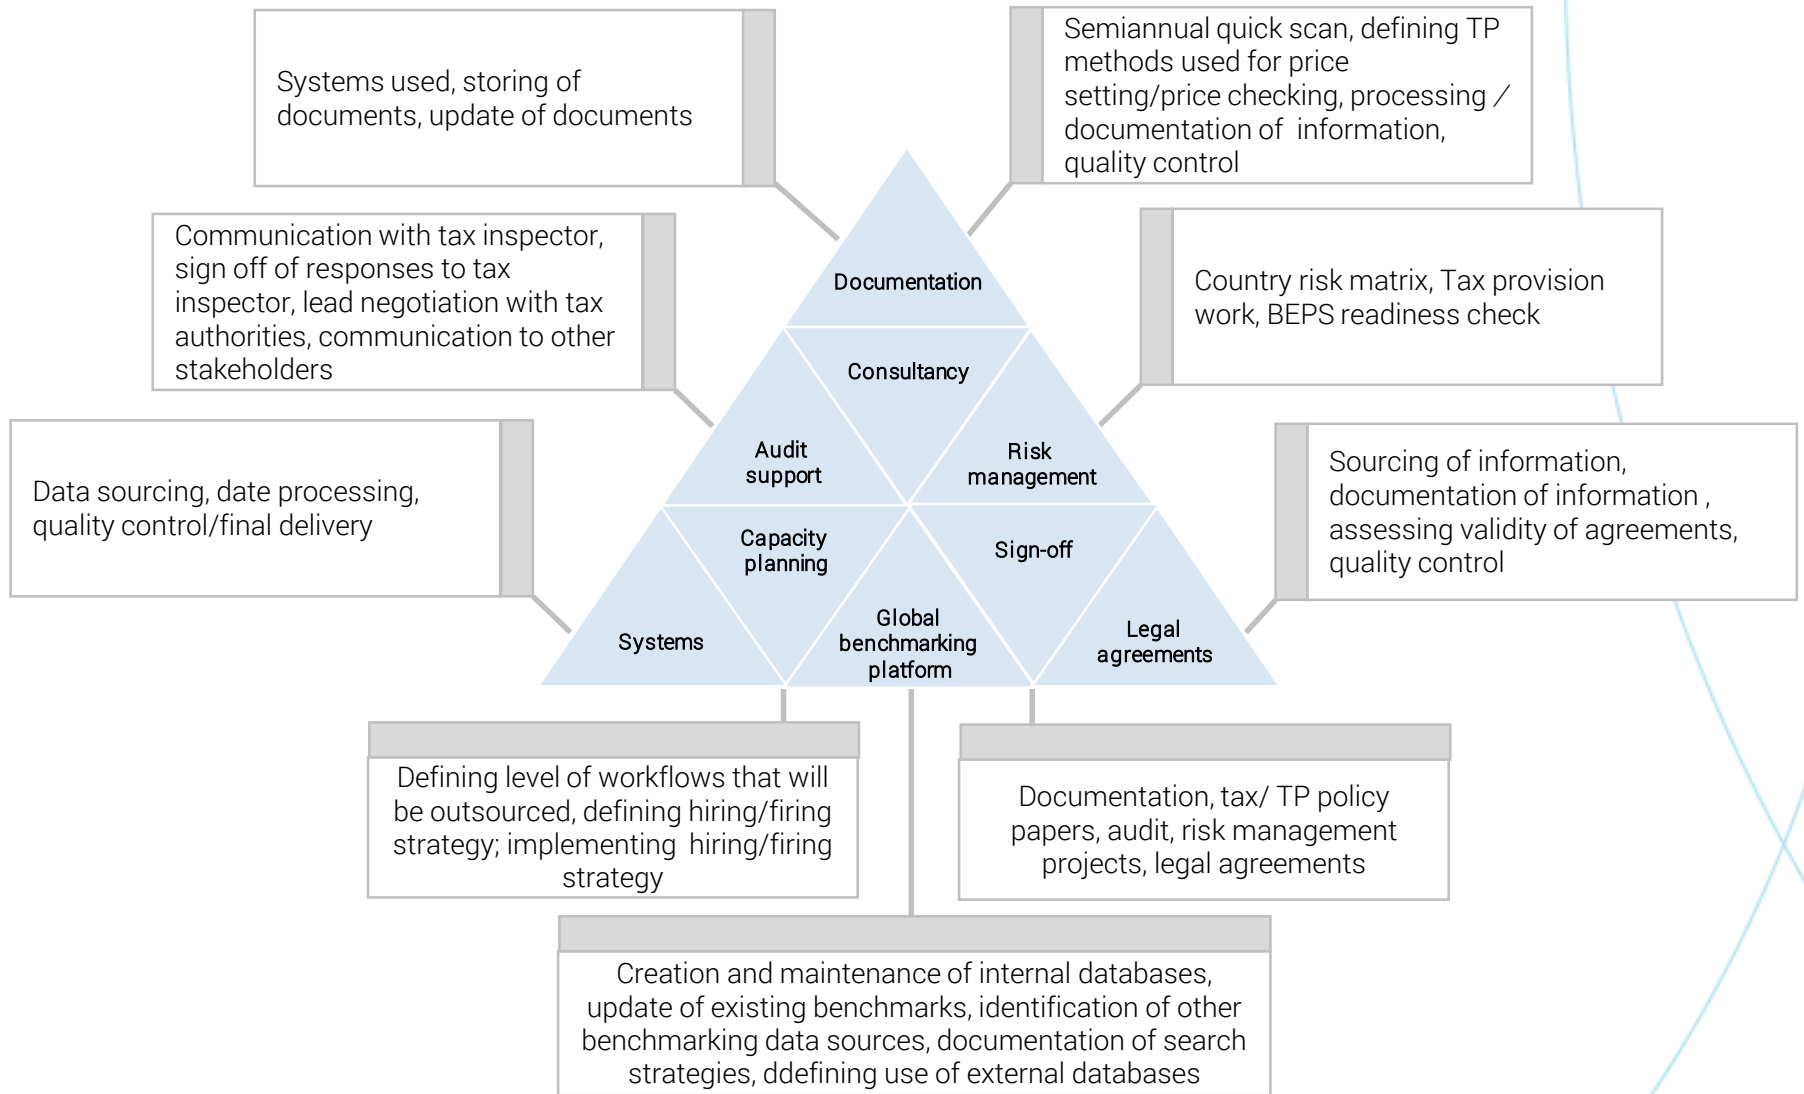 Systems used, storing of
documents, update of documents
Semiannual quick scan, defining TP
methods used for price
setting/price checking, processing /
documentation of information,
quality control
Communication with tax inspector,
sign off of responses to tax
inspector, lead negotiation with tax
authorities, communication to other
stakeholders
Country risk matrix, Tax provision
work, BEPS readiness check
Data sourcing, date processing,
quality control/final delivery
Sourcing of information,
documentation of information ,
assessing validity of agreements,
quality control
Documentation
Consultancy
Audit
support
Risk
management
Capacity
planning
Sign-off
Systems
Global
benchmarking
platform
Legal
agreements
Defining level of workflows that will
be outsourced, defining hiring/firing
strategy; implementing hiring/firing
strategy
Documentation, tax/ TP policy
papers, audit, risk management
projects, legal agreements
Creation and maintenance of internal databases,
update of existing benchmarks, identification of other
benchmarking data sources, documentation of search
strategies, ddefining use of external databases